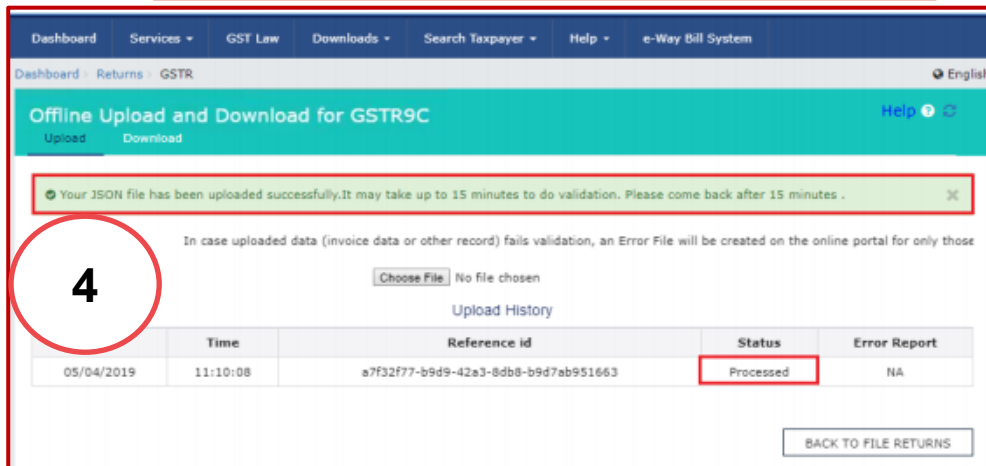 Dashboard Services GST Law Downloads Search Taxpayer Help e-Way Bill System
Dashboard Returns GSTR English
Offline Upload and Download for GSTR9C Help
Upload Download
Your JSON file has been uploaded successfully.It may take up to 15 minutes to do validation. Please come back after 15 minutes .
In case uploaded data (invoice data or other record) fails validation, an Error File will be created on the online portal for only those
4
Choose File No file chosen
Upload History
Time Reference id Status Error Report
05/04/2019 11:10:08 a7f32f77-b9d9-42a3-8db8-b9d7ab951663 Processed NA
BACK TO FILE RETURNS